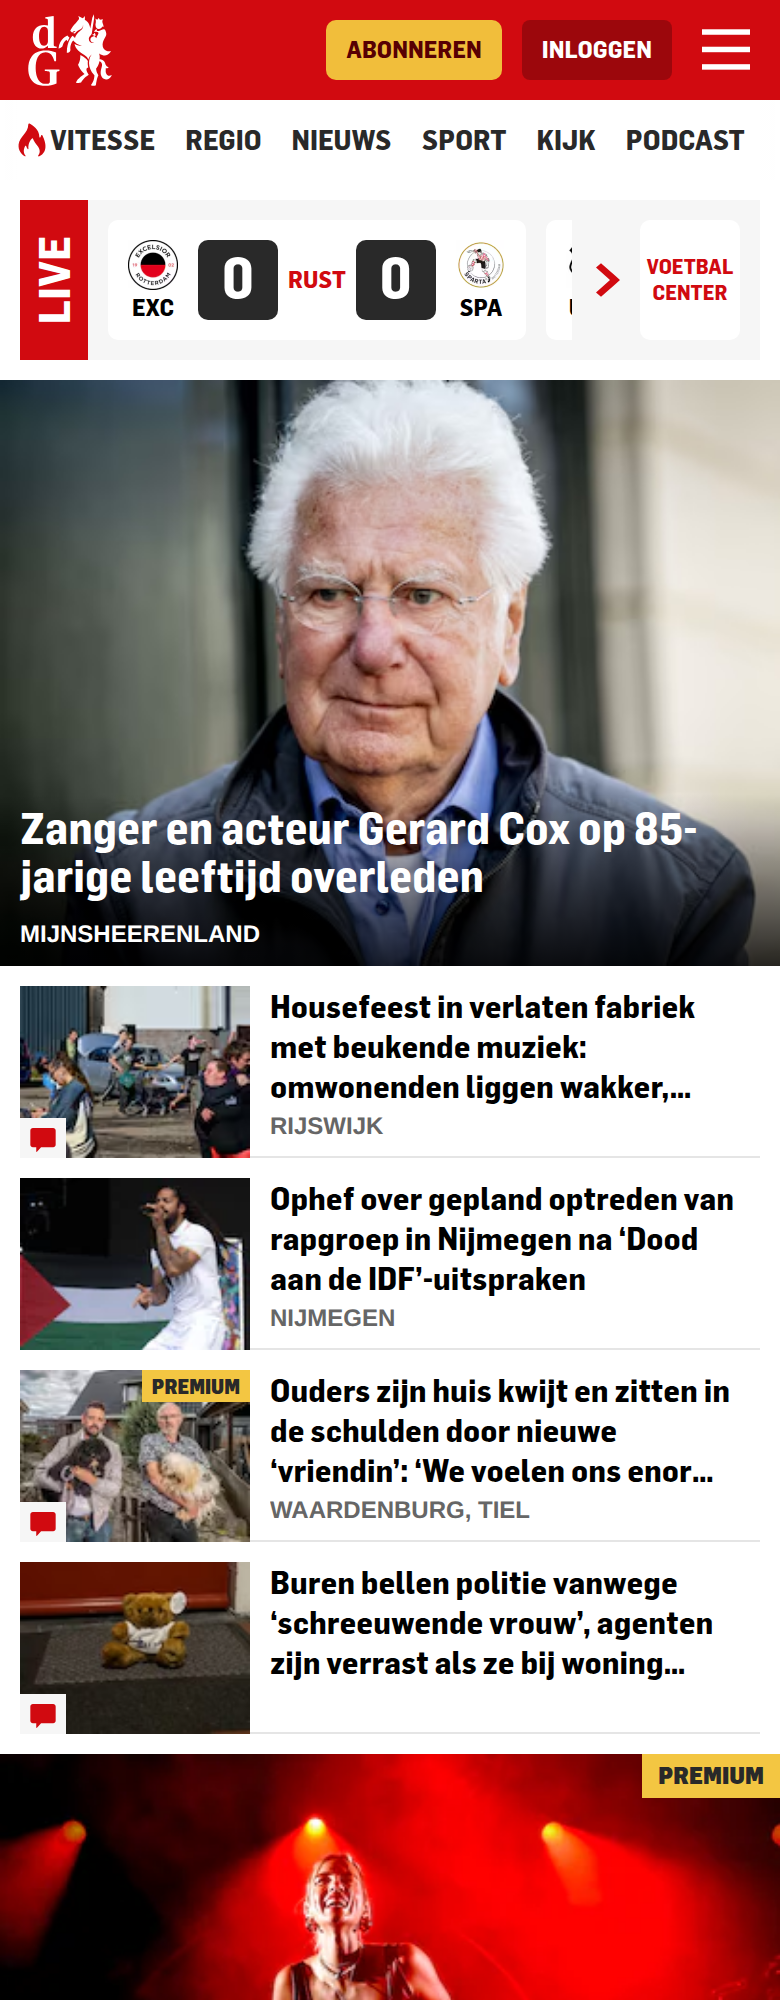 dG
ABONNEREN
INLOGGEN
VITESSE
REGIO
NIEUWS
SPORT
KIJK
PODCAST
LIVE
EXCELSIOR
ROTTERDAM
EXC
0
RUST
0
SPARTA
SPA
VOETBAL
CENTER
Zanger en acteur Gerard Cox op 85-
jarige leeftijd overleden
MIJNSHEERENLAND
Housefeest in verlaten fabriek
met beukende muziek:
omwonenden liggen wakker,...
RIJSWIJK
Ophef over gepland optreden van
rapgroep in Nijmegen na ‘Dood
aan de IDF’-uitspraken
NIJMEGEN
PREMIUM
Ouders zijn huis kwijt en zitten in
de schulden door nieuwe
‘vriendin’: ‘We voelen ons enor...
WAARDENBURG, TIEL
Buren bellen politie vanwege
‘schreeuwende vrouw’, agenten
zijn verrast als ze bij woning...
PREMIUM